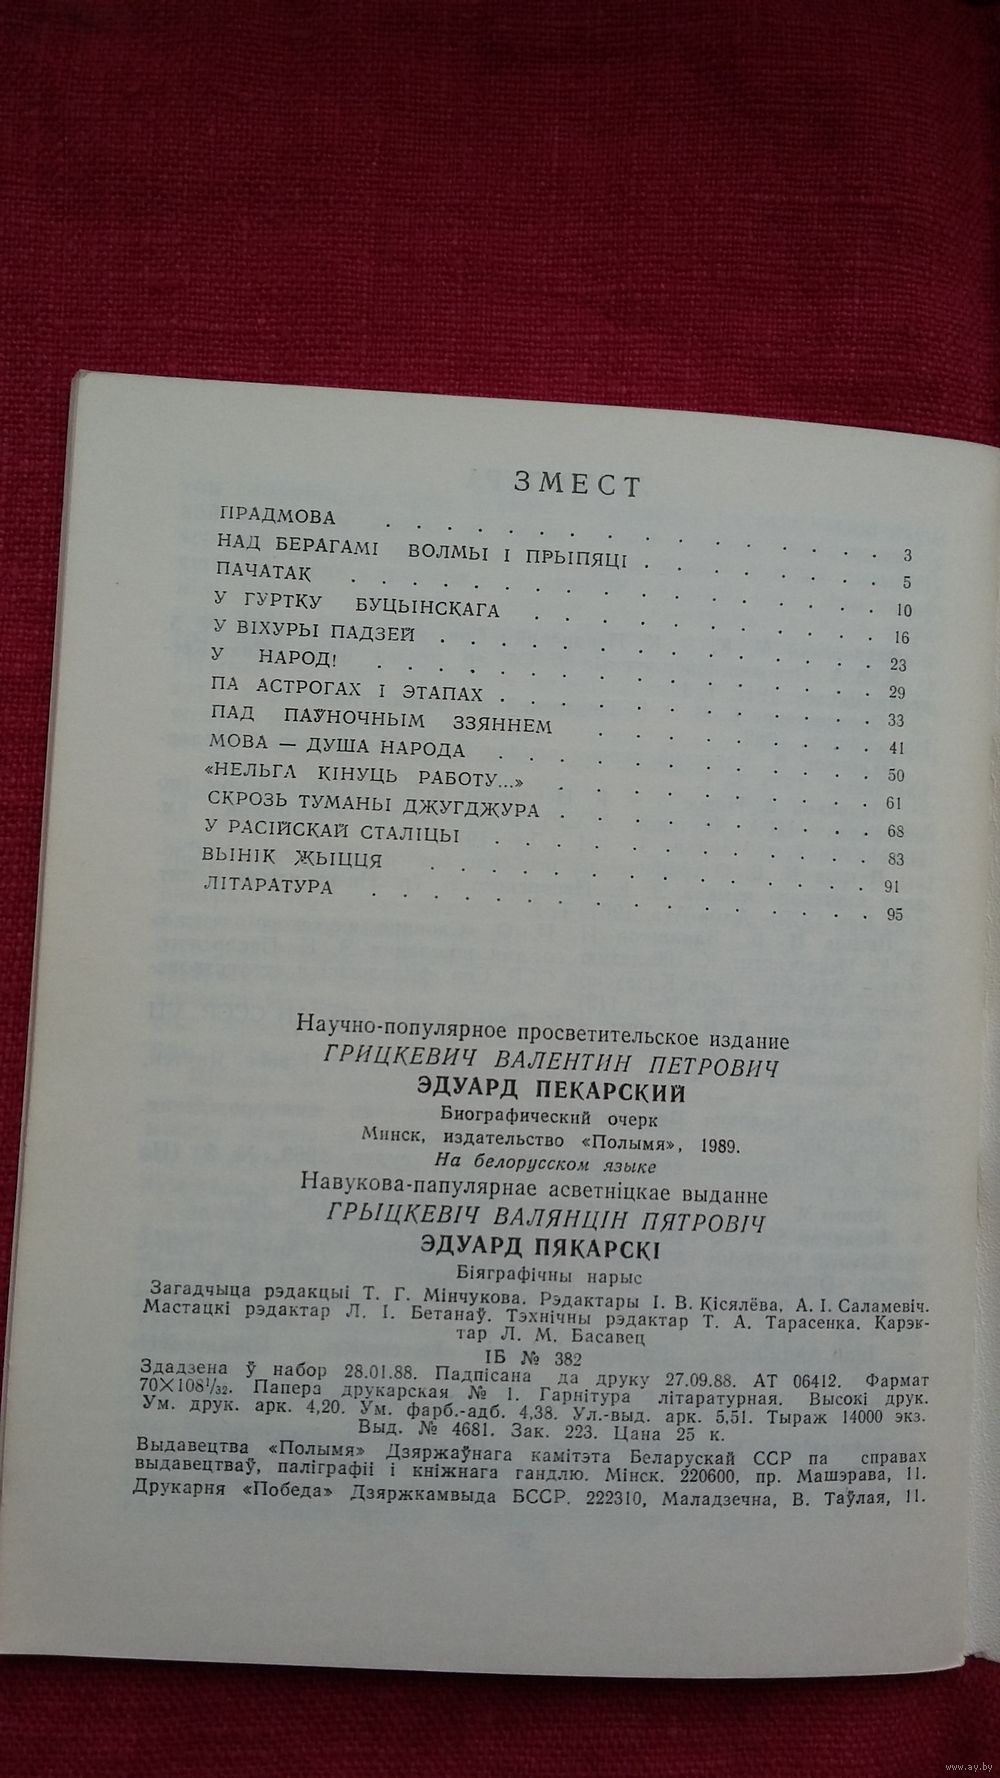 ЗМЕСТ
ПРАДМОВА . . . . . . . . . . . . . . . . 3
НАД БЕРАГАМІ ВОЛМЫ І ПРЫПЯЦІ . . . . . . . . 5
ПАЧАТАК . . . . . . . . . . . . . . . . . 10
У ГУРТКУ БУЦЫНСКАГА . . . . . . . . . . . . 16
У ВІХУРЫ ПАДЗЕЙ . . . . . . . . . . . . . . 23
У НАРОД! . . . . . . . . . . . . . . . . 29
ПА АСТРОГАХ І ЭТАПАХ . . . . . . . . . . . . 33
ПАД ПАЎНОЧНЫМ ЗЗЯННЕМ . . . . . . . . . . 41
МОВА — ДУША НАРОДА . . . . . . . . . . . . 50
«НЕЛЬГА КІНУЦЬ РАБОТУ...» . . . . . . . . . . 61
СКРОЗЬ ТУМАНЫ ДЖУГДЖУРА . . . . . . . . . . 68
У РАСІЙСКАЙ СТАЛІЦЫ . . . . . . . . . . . . 83
ВЫНІК ЖЫЦЦЯ . . . . . . . . . . . . . . . 91
ЛІТАРАТУРА . . . . . . . . . . . . . . . . 95
Научно-популярное просветительское издание
ГРИЦКЕВИЧ ВАЛЕНТИН ПЕТРОВИЧ
ЭДУАРД ПЕКАРСКИЙ
Биографический очерк
Минск, издательство «Полымя», 1989.
На белорусском языке
Навукова-папулярнае асветніцкае выданне
ГРЫЦКЕВІЧ ВАЛЯНЦІН ПЯТРОВІЧ
ЭДУАРД ПЯКАРСКІ
Біяграфічны нарыс
Загадчыца рэдакцыі Т. Г. Мінчукова. Рэдактары І. В. Кісялёва, А. І. Саламевіч.
Мастацкі рэдактар Л. І. Бетанаў. Тэхнічны рэдактар Т. А. Тарасенка. Карэк-
тар Л. М. Басавец
ІБ № 382
Здадзена ў набор 28.01.88. Падпісана да друку 27.09.88. АТ 06412. Фармат
70×108¹/₃₂. Папера друкарская № 1. Гарнітура літаратурная. Высокі друк.
Ум. друк. арк. 4,20. Ум. фарб.-адб. 4,38. Ул.-выд. арк. 5,51. Тыраж 14000 экз.
Выд. № 4681. Зак. 223. Цана 25 к.
Выдавецтва «Полымя» Дзяржаўнага камітэта Беларускай ССР па справах
выдавецтваў, паліграфіі і кніжнага гандлю. Мінск. 220600, пр. Машэрава, 11.
Друкарня «Победа» Дзяржкамвыда БССР. 222310, Маладзечна, В. Таўлая, 11.
www.ay.by